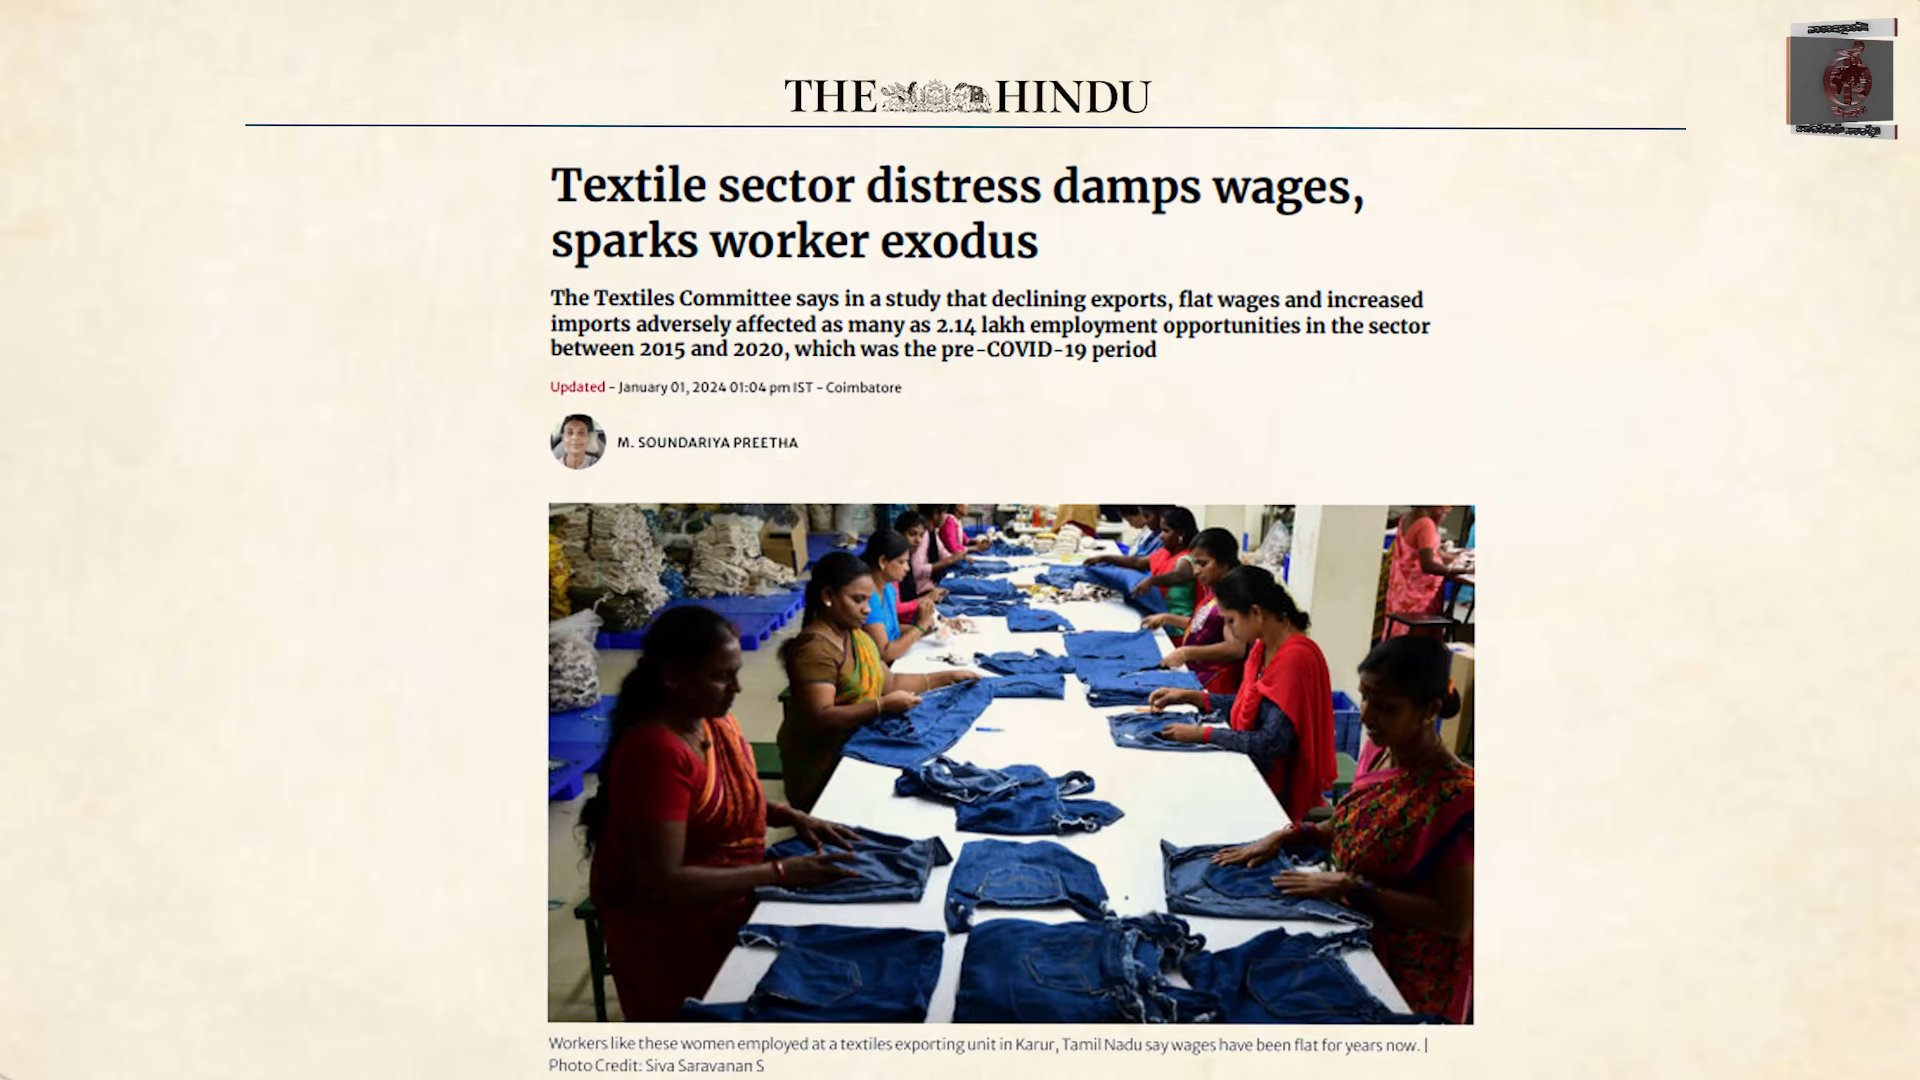 THE HINDU
Textile sector distress damps wages,
sparks worker exodus
The Textiles Committee says in a study that declining exports, flat wages and increased
imports adversely affected as many as 2.14 lakh employment opportunities in the sector
between 2015 and 2020, which was the pre-COVID-19 period
Updated - January 01, 2024 01:04 pm IST - Coimbatore
M. SOUNDARIYA PREETHA
Workers like these women employed at a textiles exporting unit in Karur, Tamil Nadu say wages have been flat for years now. |
Photo Credit: Siva Saravanan S